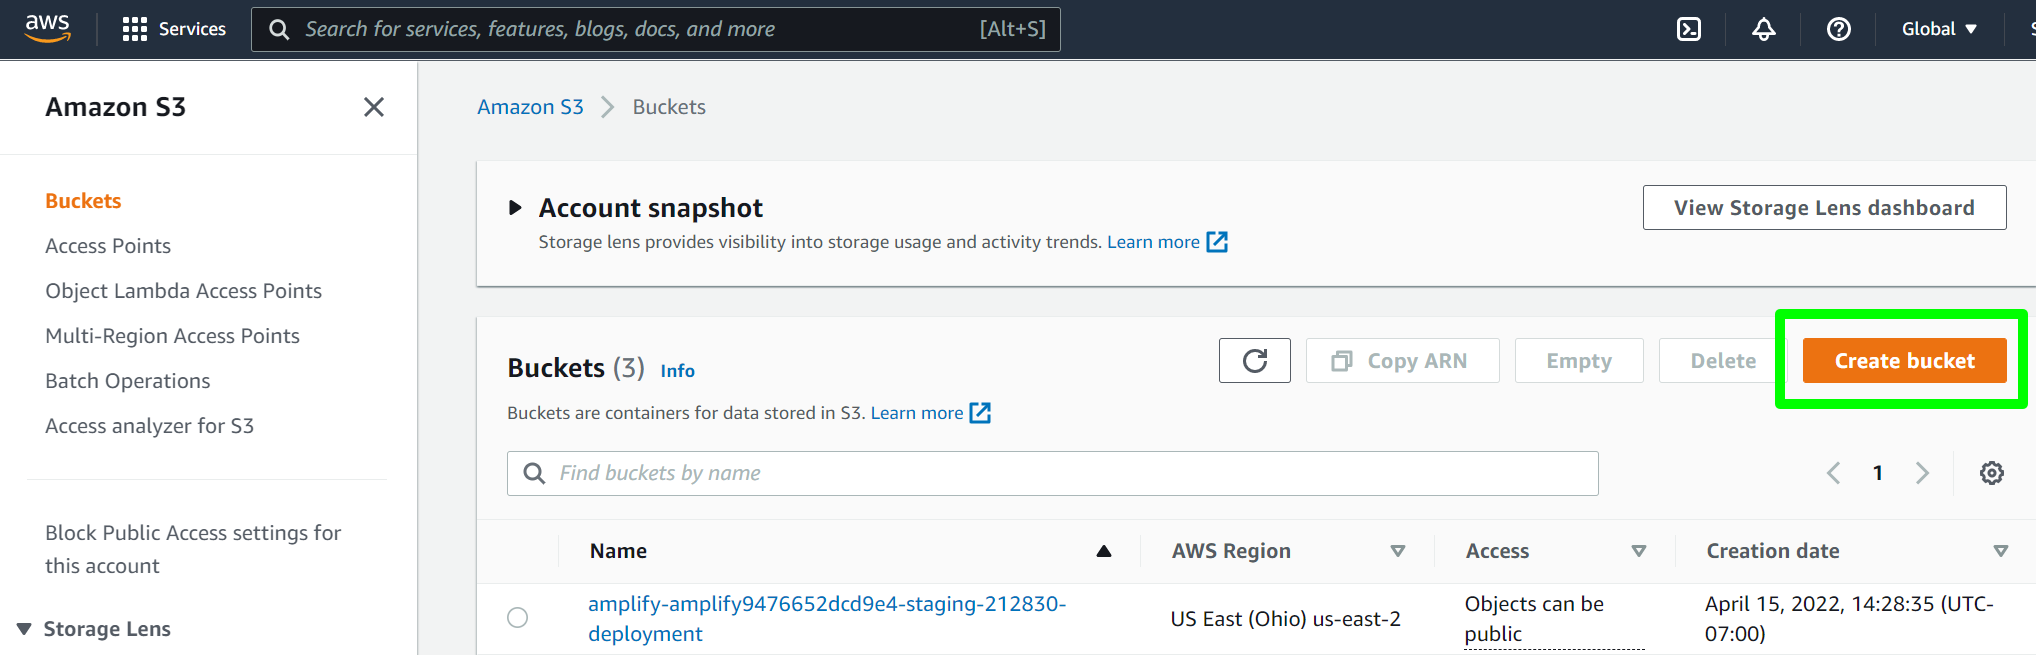 aws
Services
Search for services, features, blogs, docs, and more
[Alt+S]
Global
Amazon S3
Buckets
Access Points
Object Lambda Access Points
Multi-Region Access Points
Batch Operations
Access analyzer for S3
Block Public Access settings for
this account
Storage Lens
Amazon S3
Buckets
Account snapshot
View Storage Lens dashboard
Storage lens provides visibility into storage usage and activity trends. Learn more
Buckets (3) Info
Copy ARN
Empty
Delete
Create bucket
Buckets are containers for data stored in S3. Learn more
Find buckets by name
1
Name
AWS Region
Access
Creation date
amplify-amplify9476652dcd9e4-staging-212830-
deployment
US East (Ohio) us-east-2
Objects can be
public
April 15, 2022, 14:28:35 (UTC-
07:00)